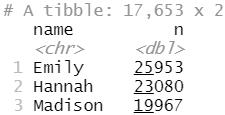 # A tibble: 17,653 x 2
name n
<chr> <dbl>
1 Emily 25953
2 Hannah 23080
3 Madison 19967